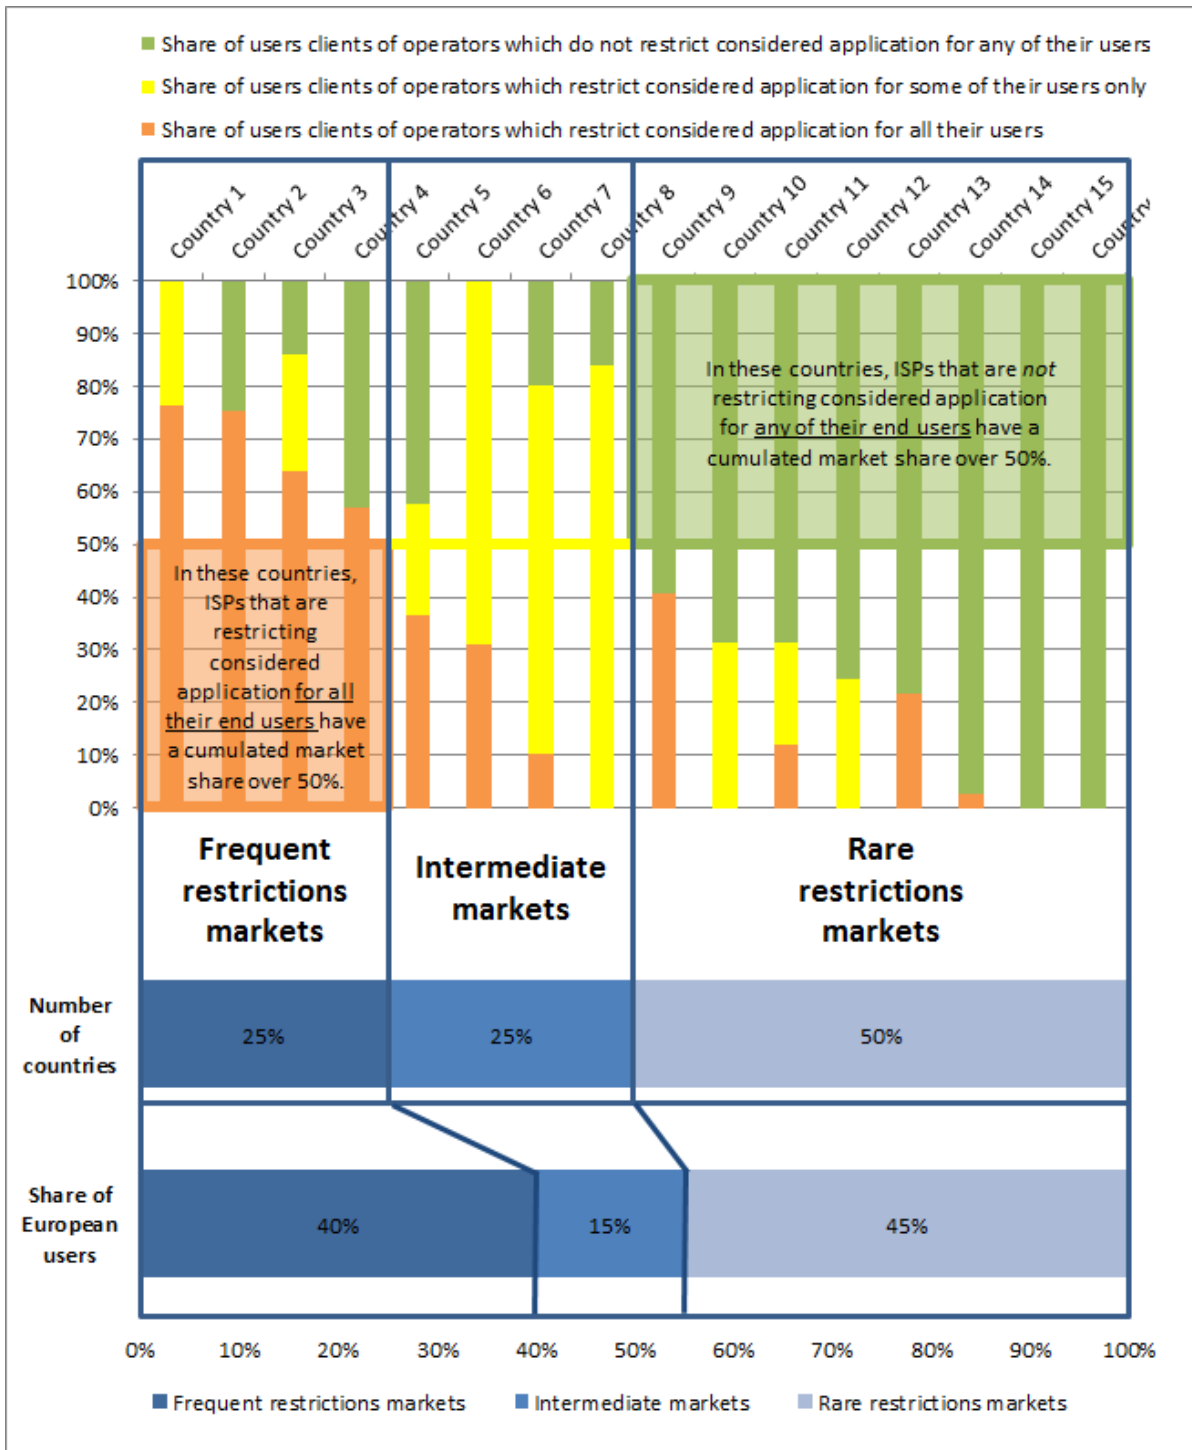 Share of users clients of operators which do not restrict considered application for any of their users
Share of users clients of operators which restrict considered application for some of their users only
Share of users clients of operators which restrict considered application for all their users
Country 1
Country 2
Country 3
Country 4
Country 5
Country 6
Country 7
Country 8
Country 9
Country 10
Country 11
Country 12
Country 13
Country 14
Country 15
Country
100%
90%
80%
70%
60%
50%
40%
30%
20%
10%
0%
In these countries, ISPs that are not
restricting considered application
for any of their end users have a
cumulated market share over 50%.
In these countries,
ISPs that are
restricting
considered
application for all
their end users have
a cumulated market
share over 50%.
Frequent
restrictions
markets
Intermediate
markets
Rare
restrictions
markets
Number
of
countries
25%
25%
50%
Share of
European
users
40%
15%
45%
0% 10% 20% 30% 40% 50% 60% 70% 80% 90% 100%
Frequent restrictions markets Intermediate markets Rare restrictions markets